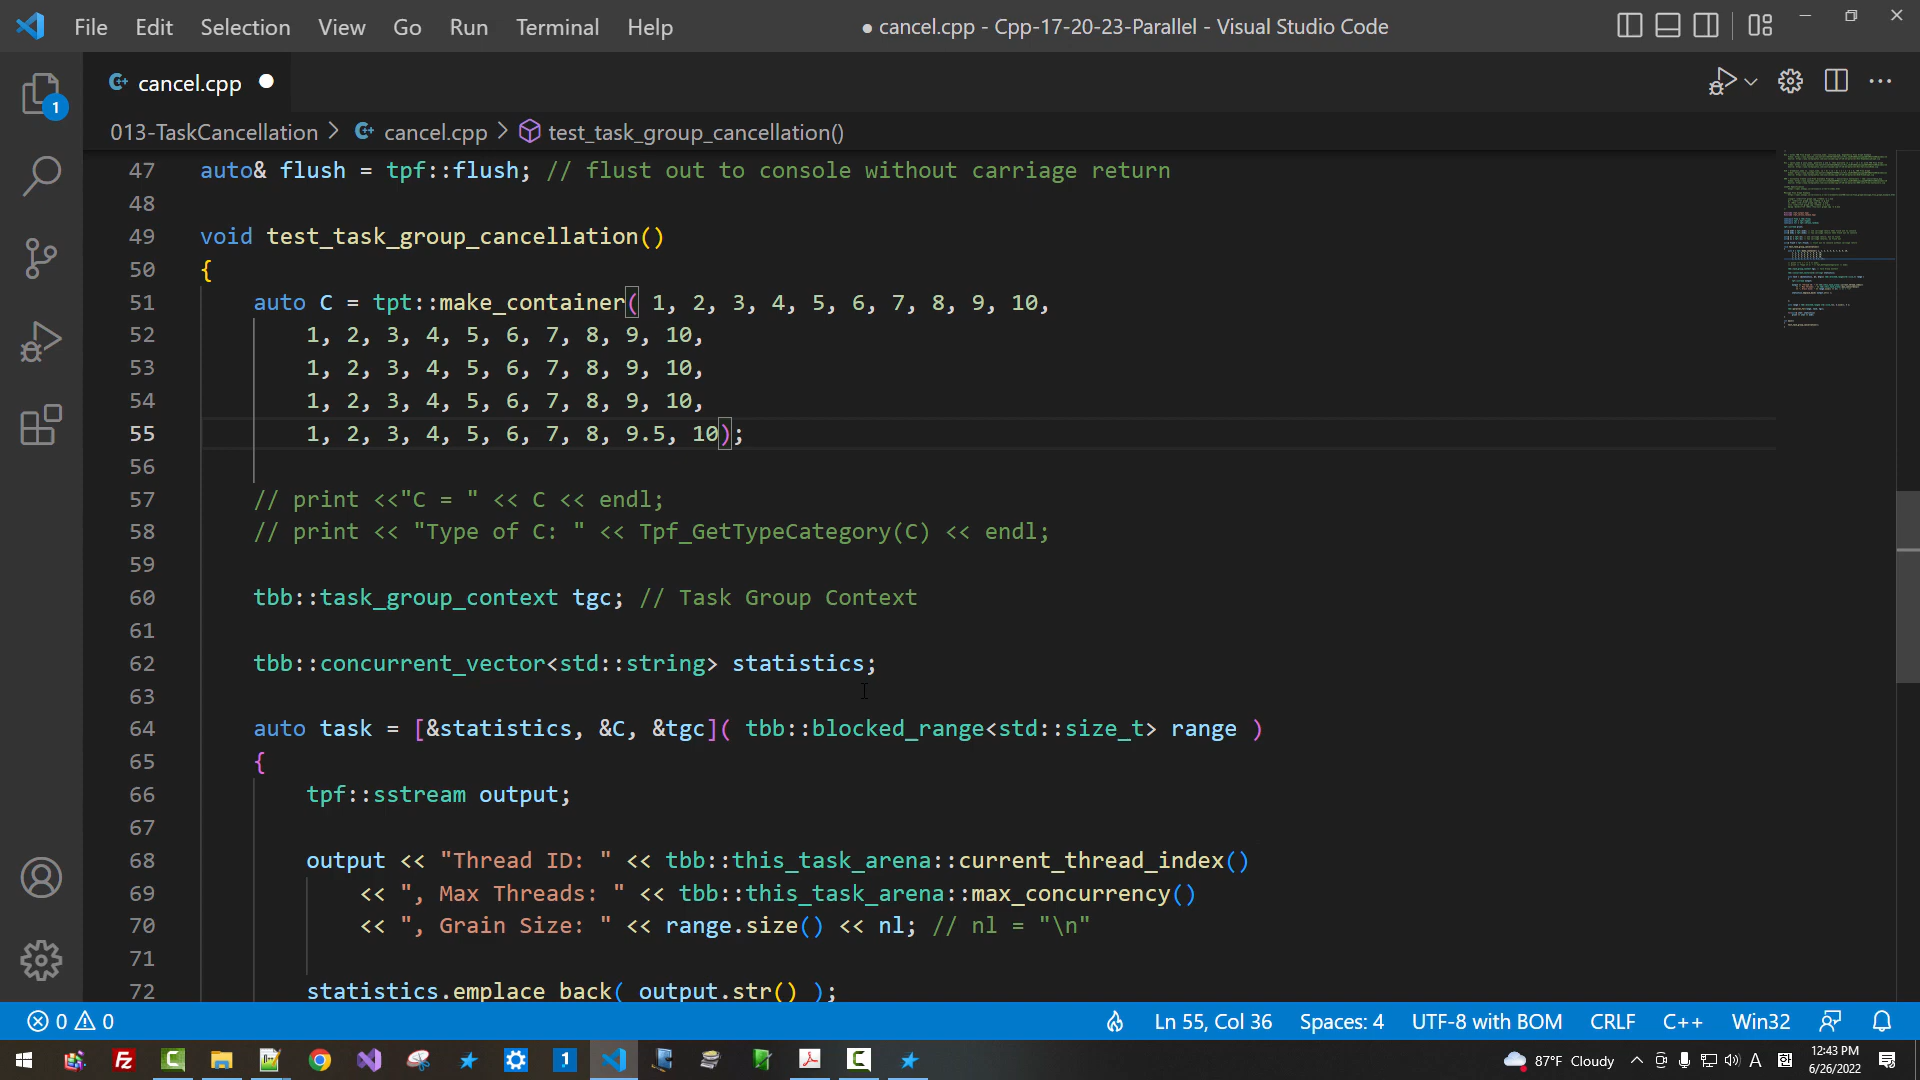 File Edit Selection View Go Run Terminal Help ● cancel.cpp - Cpp-17-20-23-Parallel - Visual Studio Code
cancel.cpp
1
013-TaskCancellation > cancel.cpp > test_task_group_cancellation()
47 auto& flush = tpf::flush; // flust out to console without carriage return
48
49 void test_task_group_cancellation()
50 {
51 auto C = tpt::make_container( 1, 2, 3, 4, 5, 6, 7, 8, 9, 10,
52 1, 2, 3, 4, 5, 6, 7, 8, 9, 10,
53 1, 2, 3, 4, 5, 6, 7, 8, 9, 10,
54 1, 2, 3, 4, 5, 6, 7, 8, 9, 10,
55 1, 2, 3, 4, 5, 6, 7, 8, 9.5, 10);
56
57 // print <<"C = " << C << endl;
58 // print << "Type of C: " << Tpf_GetTypeCategory(C) << endl;
59
60 tbb::task_group_context tgc; // Task Group Context
61
62 tbb::concurrent_vector<std::string> statistics;
63
64 auto task = [&statistics, &C, &tgc]( tbb::blocked_range<std::size_t> range )
65 {
66 tpf::sstream output;
67
68 output << "Thread ID: " << tbb::this_task_arena::current_thread_index()
69 << ", Max Threads: " << tbb::this_task_arena::max_concurrency()
70 << ", Grain Size: " << range.size() << nl; // nl = "\n"
71
72 statistics.emplace_back( output.str() );
0 0 Ln 55, Col 36 Spaces: 4 UTF-8 with BOM CRLF C++ Win32
87°F Cloudy A 12:43 PM
6/26/2022